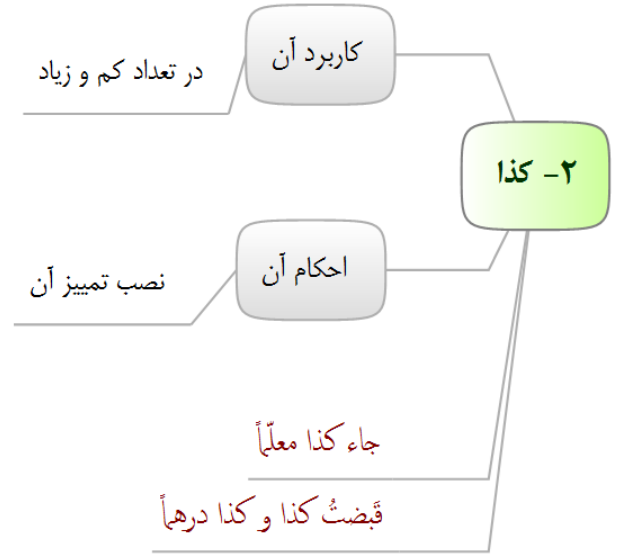 ۲- کذا
کاربرد آن
در تعداد کم و زیاد
احکام آن
نصب تمییز آن
جاء کذا معلّماً
قَبضتُ کذا و کذا درهماً